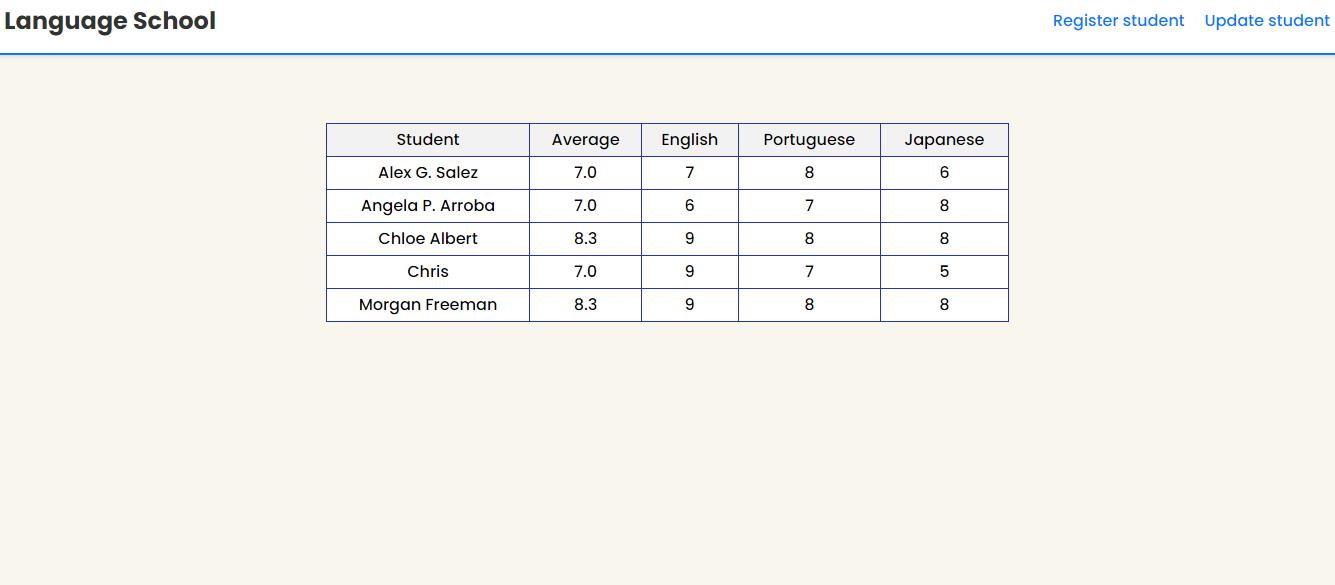 Language School Register student Update student
Student Average English Portuguese Japanese
Alex G. Salez 7.0 7 8 6
Angela P. Arroba 7.0 6 7 8
Chloe Albert 8.3 9 8 8
Chris 7.0 9 7 5
Morgan Freeman 8.3 9 8 8